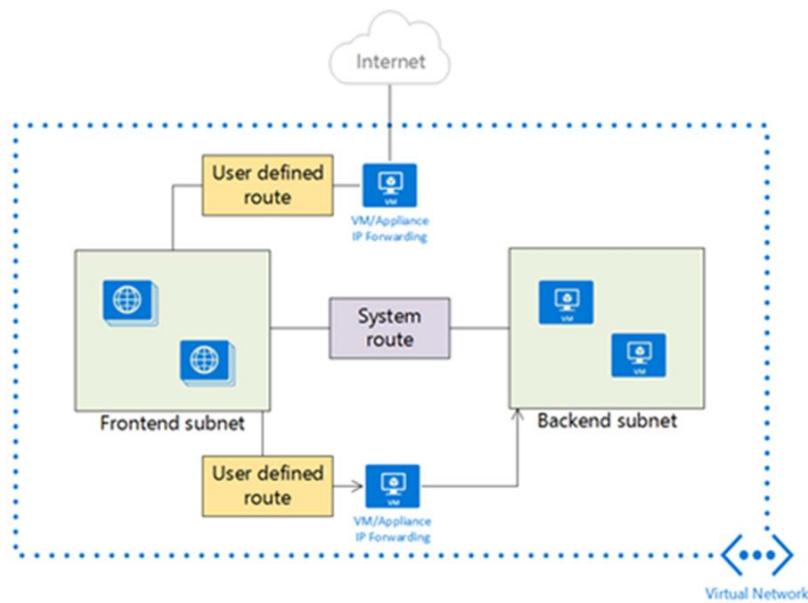 Internet
User defined
route
VM
VM/Appliance
IP Forwarding
System
route
VM
VM
Frontend subnet
Backend subnet
User defined
route
VM
VM/Appliance
IP Forwarding
Virtual Network